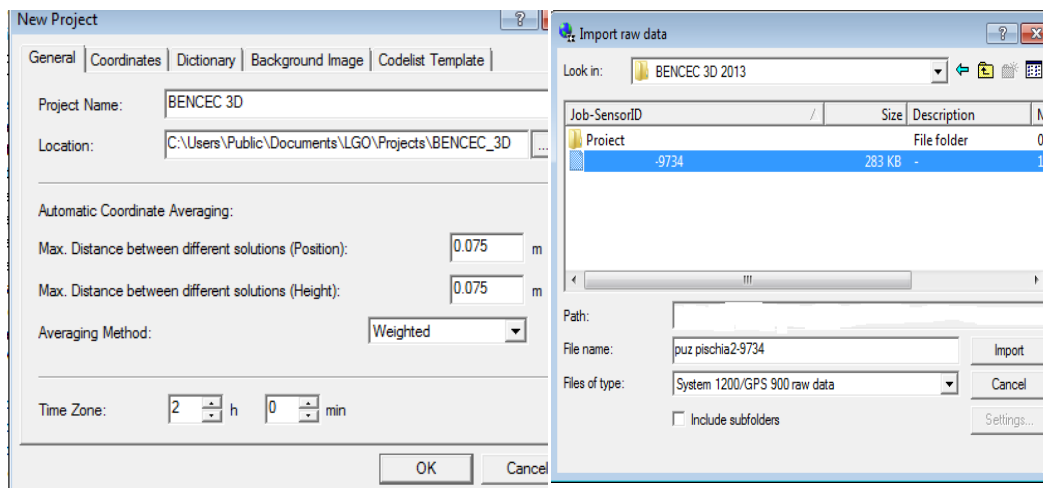 New Project
General Coordinates Dictionary Background Image Codelist Template
Project Name: BENCEC 3D
Location: C:\Users\Public\Documents\LGO\Projects\BENCEC_3D ...
Automatic Coordinate Averaging:
Max. Distance between different solutions (Position): 0.075 m
Max. Distance between different solutions (Height): 0.075 m
Averaging Method: Weighted
Time Zone: 2 h 0 min
OK Cancel
Import raw data
Look in: BENCEC 3D 2013
Job-SensorID Size Description N
Project File folder 0
-9734 283 KB - 1
Path:
File name: puz pischia2-9734 Import
Files of type: System 1200/GPS 900 raw data Cancel
Include subfolders Settings...